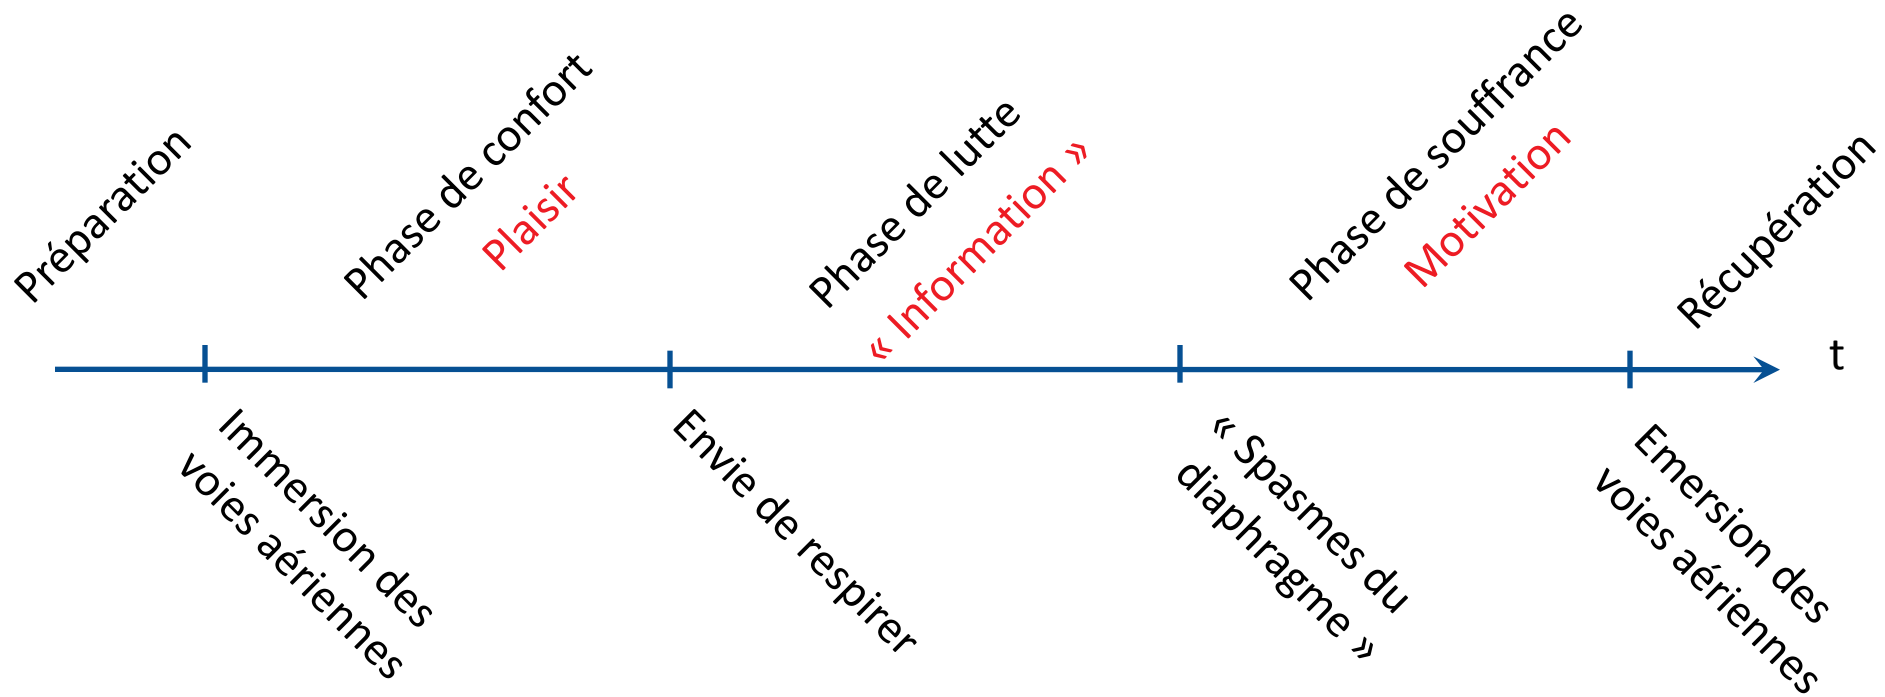 Préparation
Phase de confort
Plaisir
Phase de lutte
« Information »
Phase de souffrance
Motivation
Récupération
t
Immersion des
voies aériennes
Envie de respirer
« Spasmes du
diaphragme »
Emersion des
voies aériennes